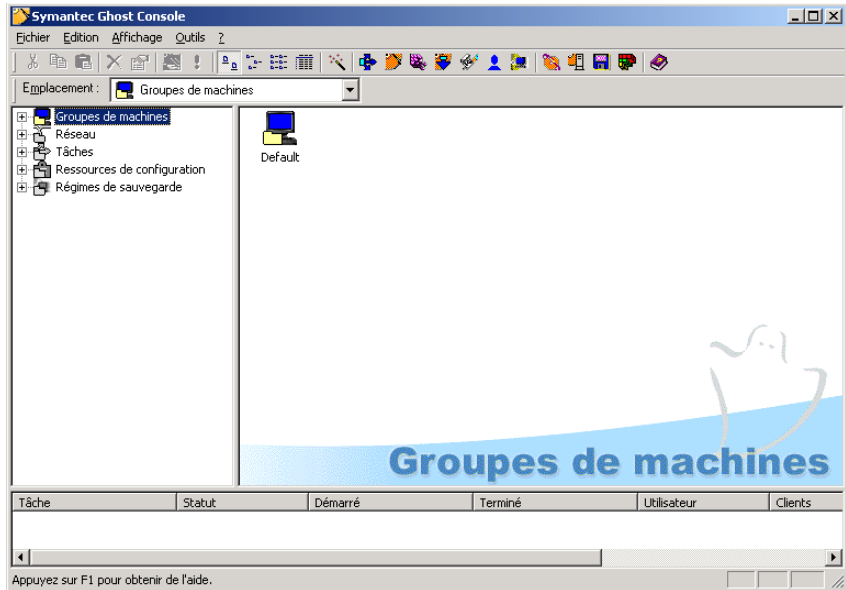 Symantec Ghost Console
Fichier Edition Affichage Outils ?
Emplacement : Groupes de machines
Groupes de machines
Réseau
Tâches
Ressources de configuration
Régimes de sauvegarde
Default
Groupes de machines
Tâche Statut Démarré Terminé Utilisateur Clients
Appuyez sur F1 pour obtenir de l'aide.